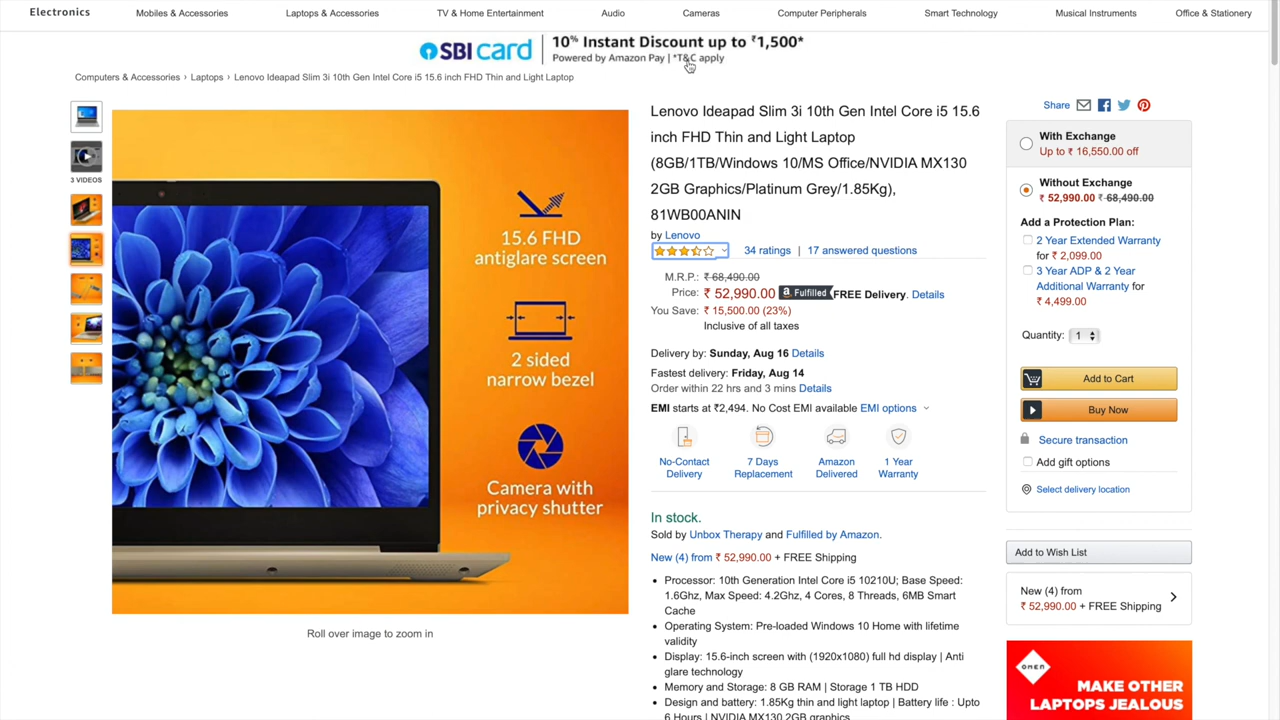 Electronics
Mobiles & Accessories
Laptops & Accessories
TV & Home Entertainment
Audio
Cameras
Computer Peripherals
Smart Technology
Musical Instruments
Office & Stationery
SBI card
10% Instant Discount up to ₹1,500*
Powered by Amazon Pay | *T&C apply
Computers & Accessories › Laptops › Lenovo Ideapad Slim 3i 10th Gen Intel Core i5 15.6 inch FHD Thin and Light Laptop
3 VIDEOS
15.6 FHD
antiglare screen
2 sided
narrow bezel
Camera with
privacy shutter
Roll over image to zoom in
Lenovo Ideapad Slim 3i 10th Gen Intel Core i5 15.6
inch FHD Thin and Light Laptop
(8GB/1TB/Windows 10/MS Office/NVIDIA MX130
2GB Graphics/Platinum Grey/1.85Kg),
81WB00ANIN
by Lenovo
34 ratings | 17 answered questions
M.R.P.: ₹ 68,490.00
Price: ₹ 52,990.00 a Fulfilled FREE Delivery. Details
You Save: ₹ 15,500.00 (23%)
Inclusive of all taxes
Delivery by: Sunday, Aug 16 Details
Fastest delivery: Friday, Aug 14
Order within 22 hrs and 3 mins Details
EMI starts at ₹2,494. No Cost EMI available EMI options
No-Contact
Delivery
7 Days
Replacement
Amazon
Delivered
1 Year
Warranty
In stock.
Sold by Unbox Therapy and Fulfilled by Amazon.
New (4) from ₹ 52,990.00 + FREE Shipping
• Processor: 10th Generation Intel Core i5 10210U; Base Speed:
1.6Ghz, Max Speed: 4.2Ghz, 4 Cores, 8 Threads, 6MB Smart
Cache
• Operating System: Pre-loaded Windows 10 Home with lifetime
validity
• Display: 15.6-inch screen with (1920x1080) full hd display | Anti
glare technology
• Memory and Storage: 8 GB RAM | Storage 1 TB HDD
• Design and battery: 1.85Kg thin and light laptop | Battery life : Upto
6 Hours | NVIDIA MX130 2GB graphics
Share
With Exchange
Up to ₹ 16,550.00 off
Without Exchange
₹ 52,990.00 ₹ 68,490.00
Add a Protection Plan:
2 Year Extended Warranty
for ₹ 2,099.00
3 Year ADP & 2 Year
Additional Warranty for
₹ 4,499.00
Quantity: 1
Add to Cart
Buy Now
Secure transaction
Add gift options
Select delivery location
Add to Wish List
New (4) from
₹ 52,990.00 + FREE Shipping
OMEN
MAKE OTHER
LAPTOPS JEALOUS